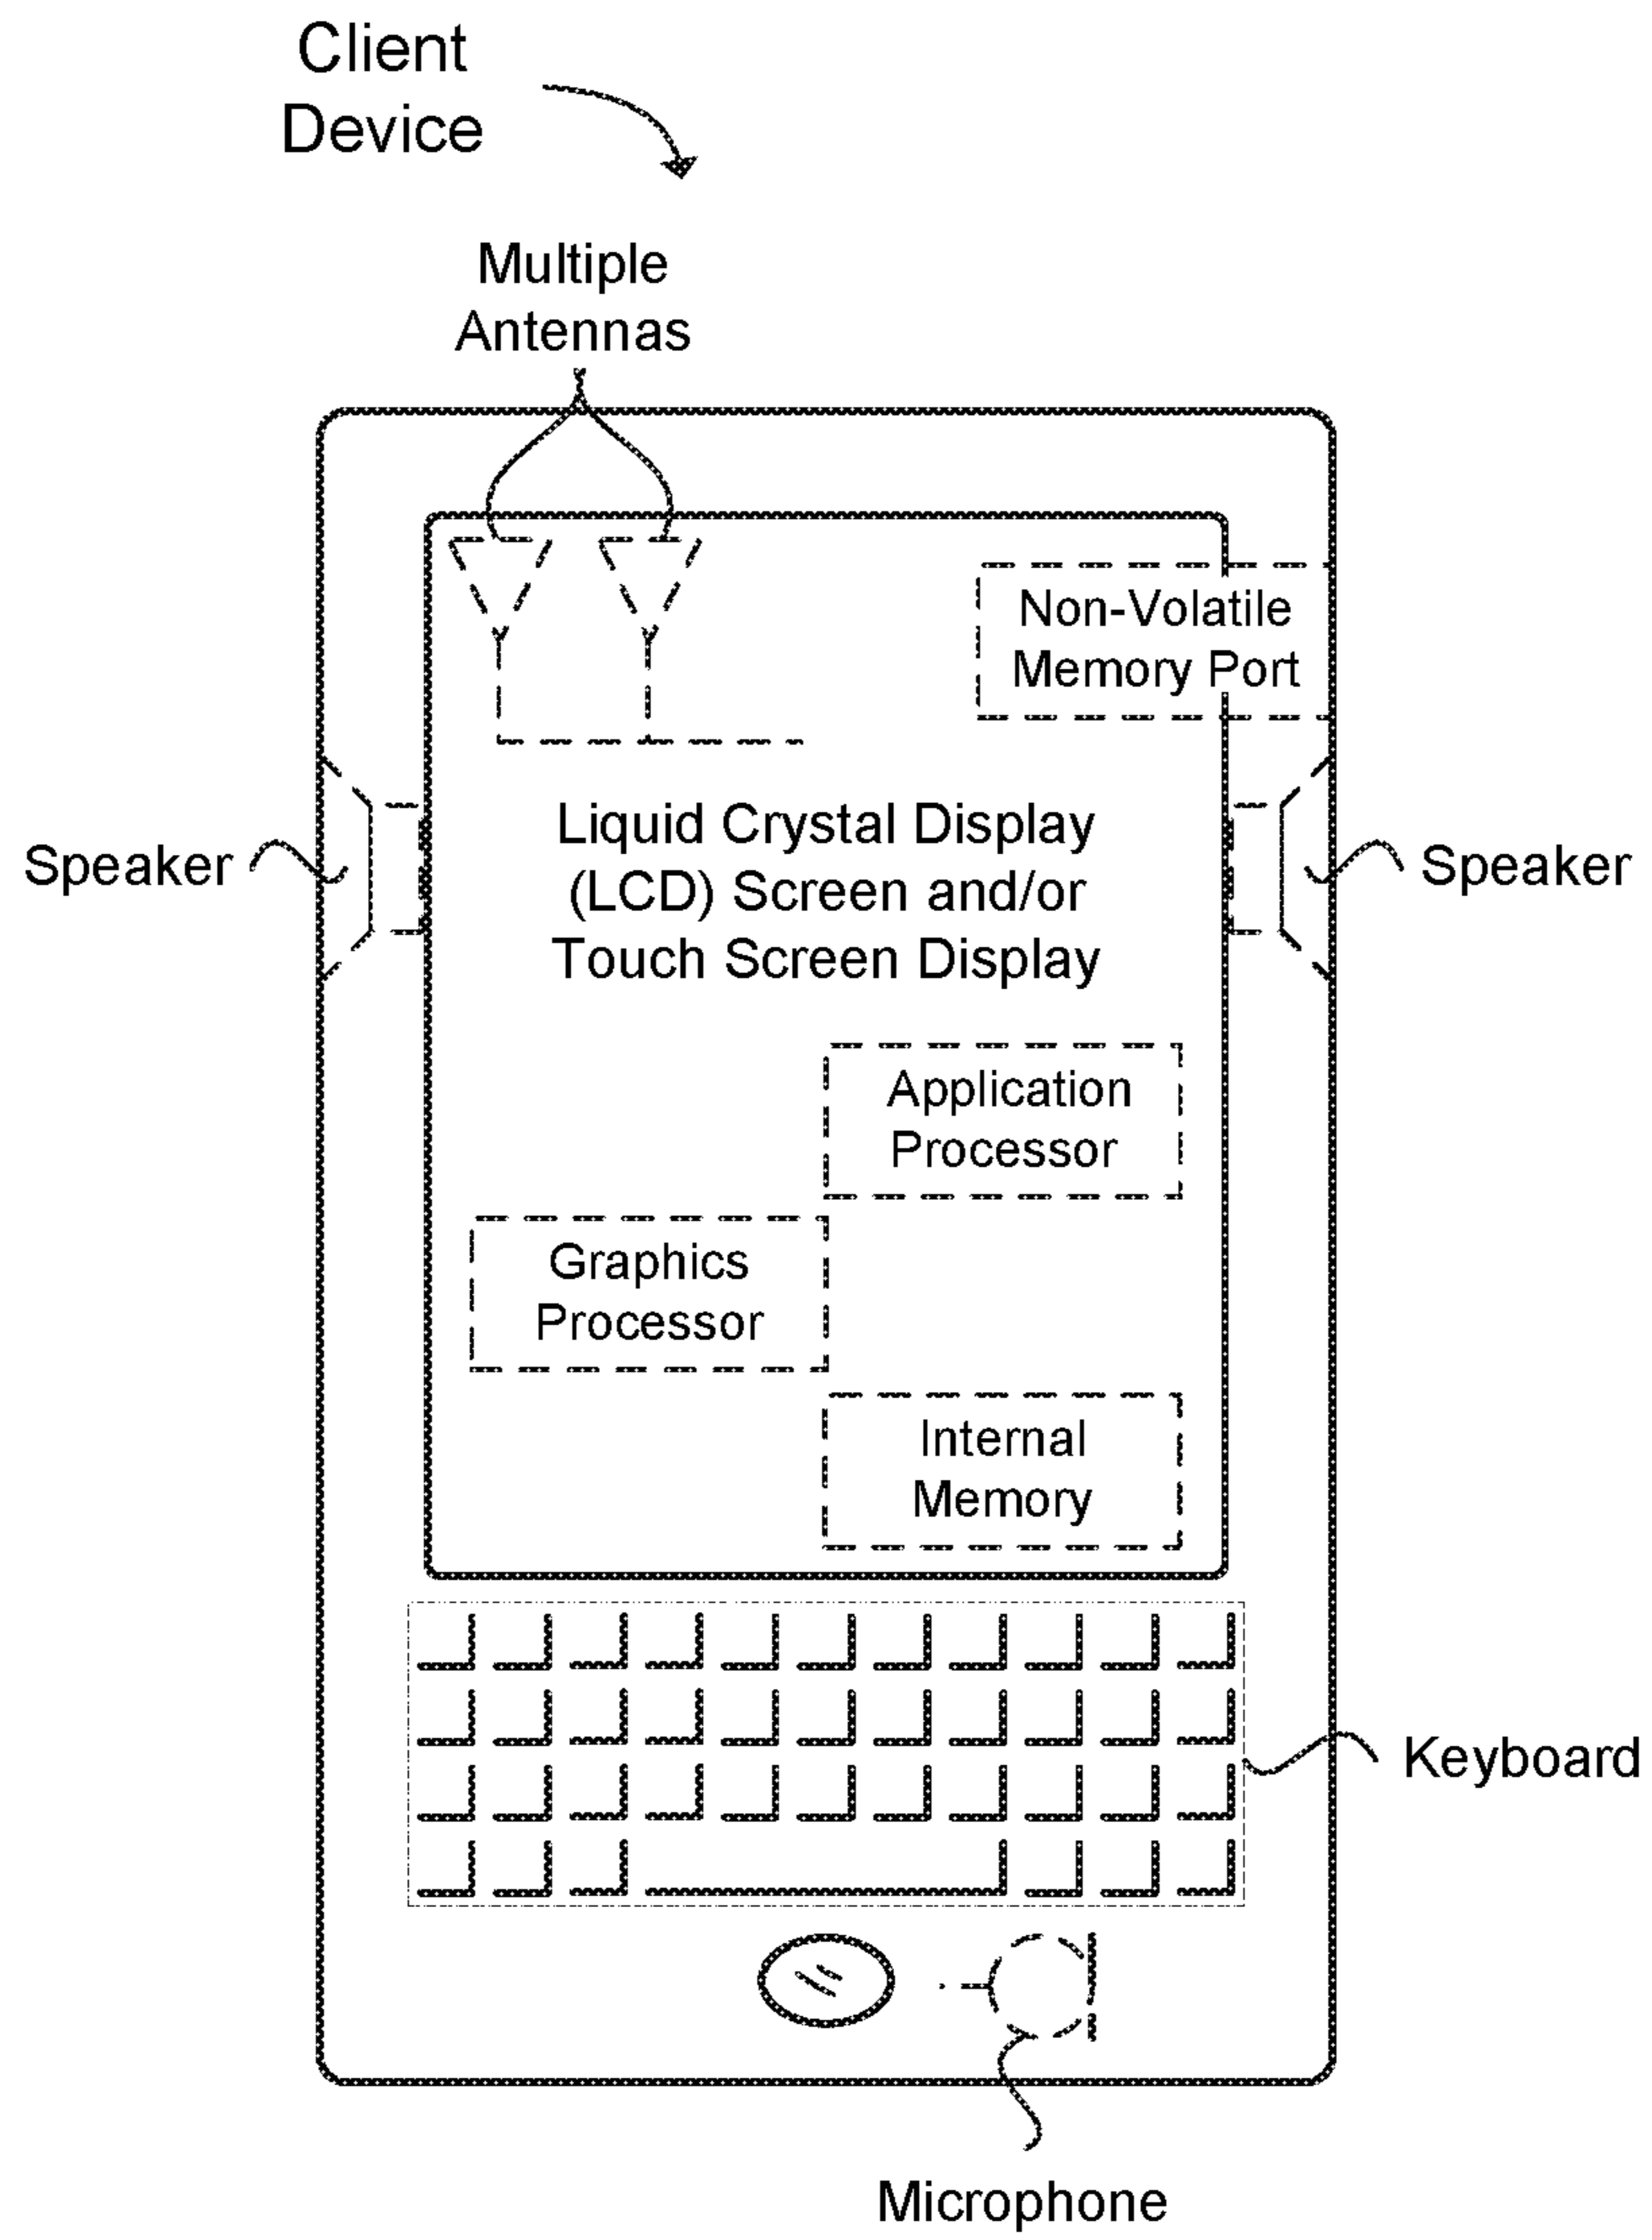 Client
Device
Multiple
Antennas
Non-Volatile
Memory Port
Liquid Crystal Display
(LCD) Screen and/or
Touch Screen Display
Speaker
Speaker
Application
Processor
Graphics
Processor
Internal
Memory
Keyboard
Microphone